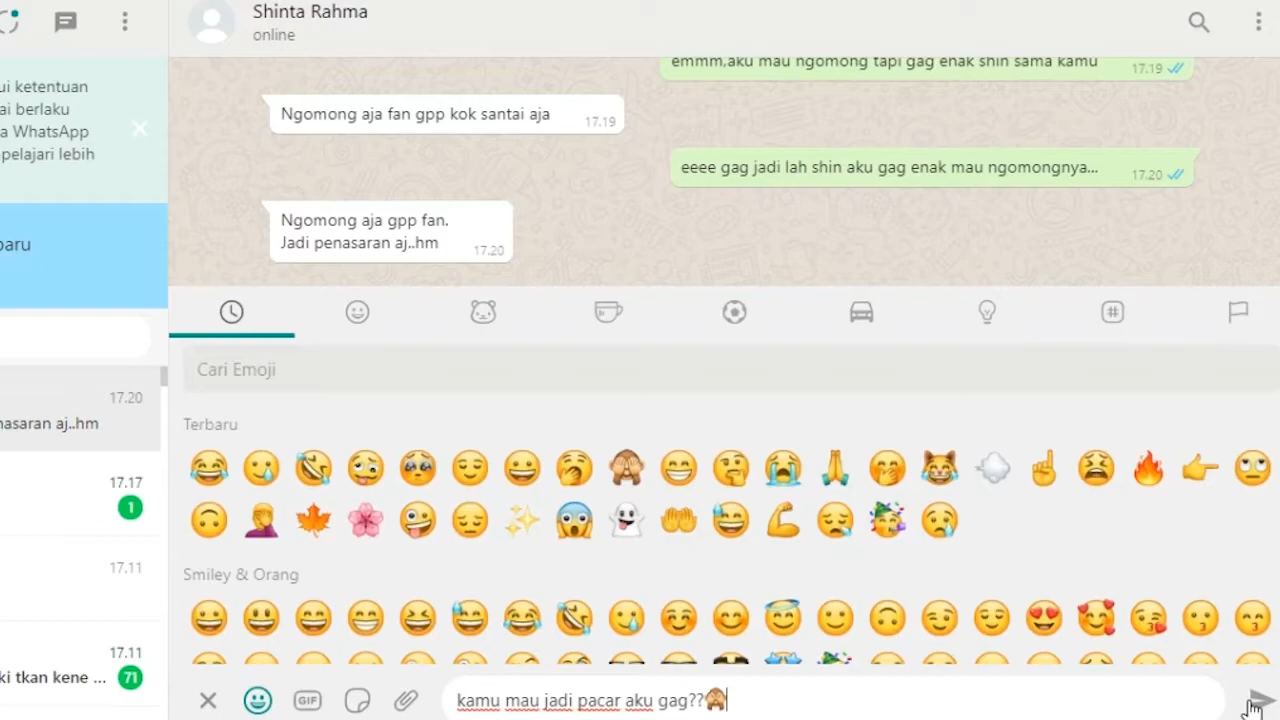 Shinta Rahma
online
ui ketentuan
ai berlaku
a WhatsApp
pelajari lebih
baru
17.20
nasaran aj..hm
17.17
1
17.11
17.11
ki tkan kene ...
71
emmm,aku mau ngomong tapi gag enak shin sama kamu
17.19
Ngomong aja fan gpp kok santai aja
17.19
eeee gag jadi lah shin aku gag enak mau ngomongnya...
17.20
Ngomong aja gpp fan.
Jadi penasaran aj..hm
17.20
Cari Emoji
Terbaru
Smiley & Orang
GIF
kamu mau jadi pacar aku gag??🙈